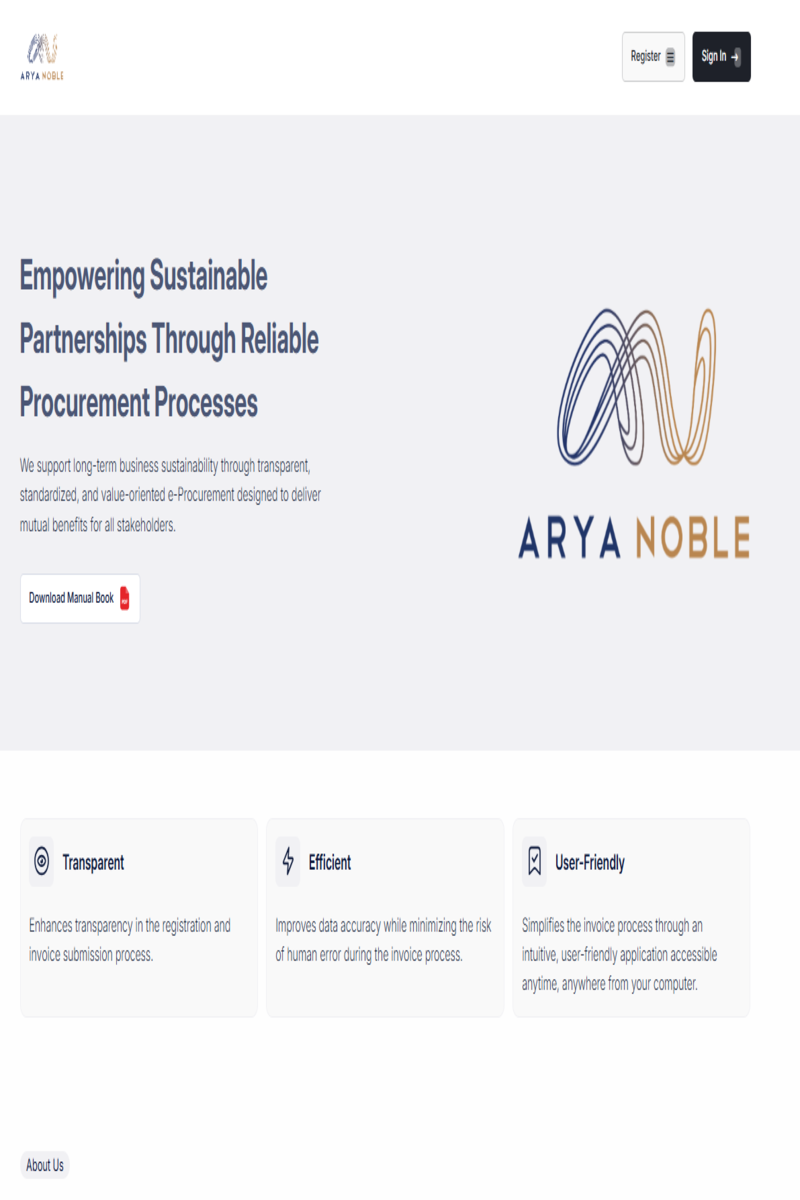 ARYA NOBLE
Register
Sign In
Empowering Sustainable
Partnerships Through Reliable
Procurement Processes
We support long-term business sustainability through transparent,
standardized, and value-oriented e-Procurement designed to deliver
mutual benefits for all stakeholders.
Download Manual Book
ARYA NOBLE
Transparent
Enhances transparency in the registration and
invoice submission process.
Efficient
Improves data accuracy while minimizing the risk
of human error during the invoice process.
User-Friendly
Simplifies the invoice process through an
intuitive, user-friendly application accessible
anytime, anywhere from your computer.
About Us